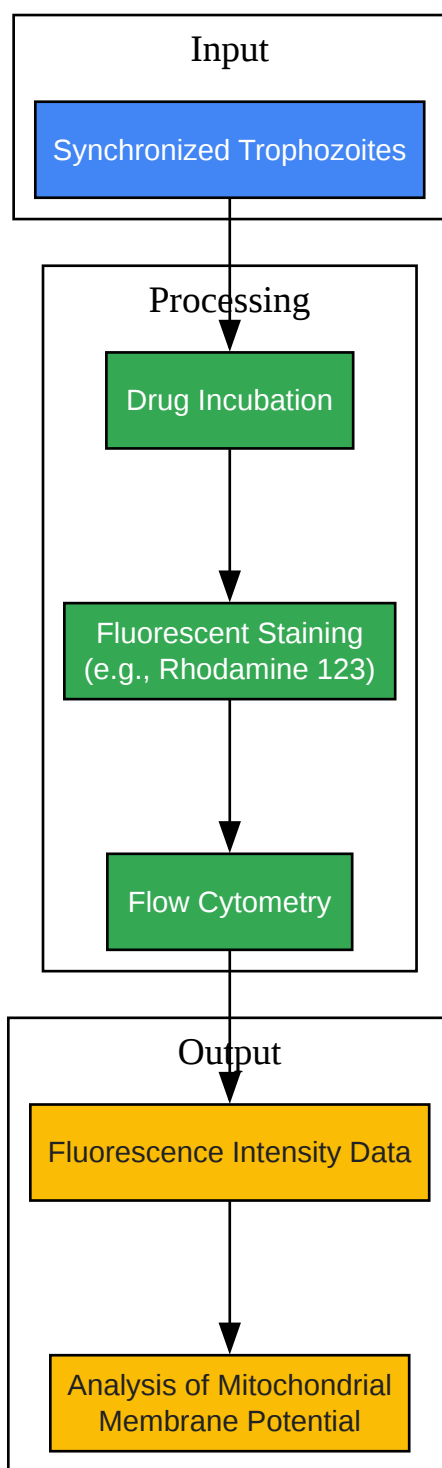 Input
Synchronized Trophozoites
Processing
Drug Incubation
Fluorescent Staining
(e.g., Rhodamine 123)
Flow Cytometry
Output
Fluorescence Intensity Data
Analysis of Mitochondrial
Membrane Potential